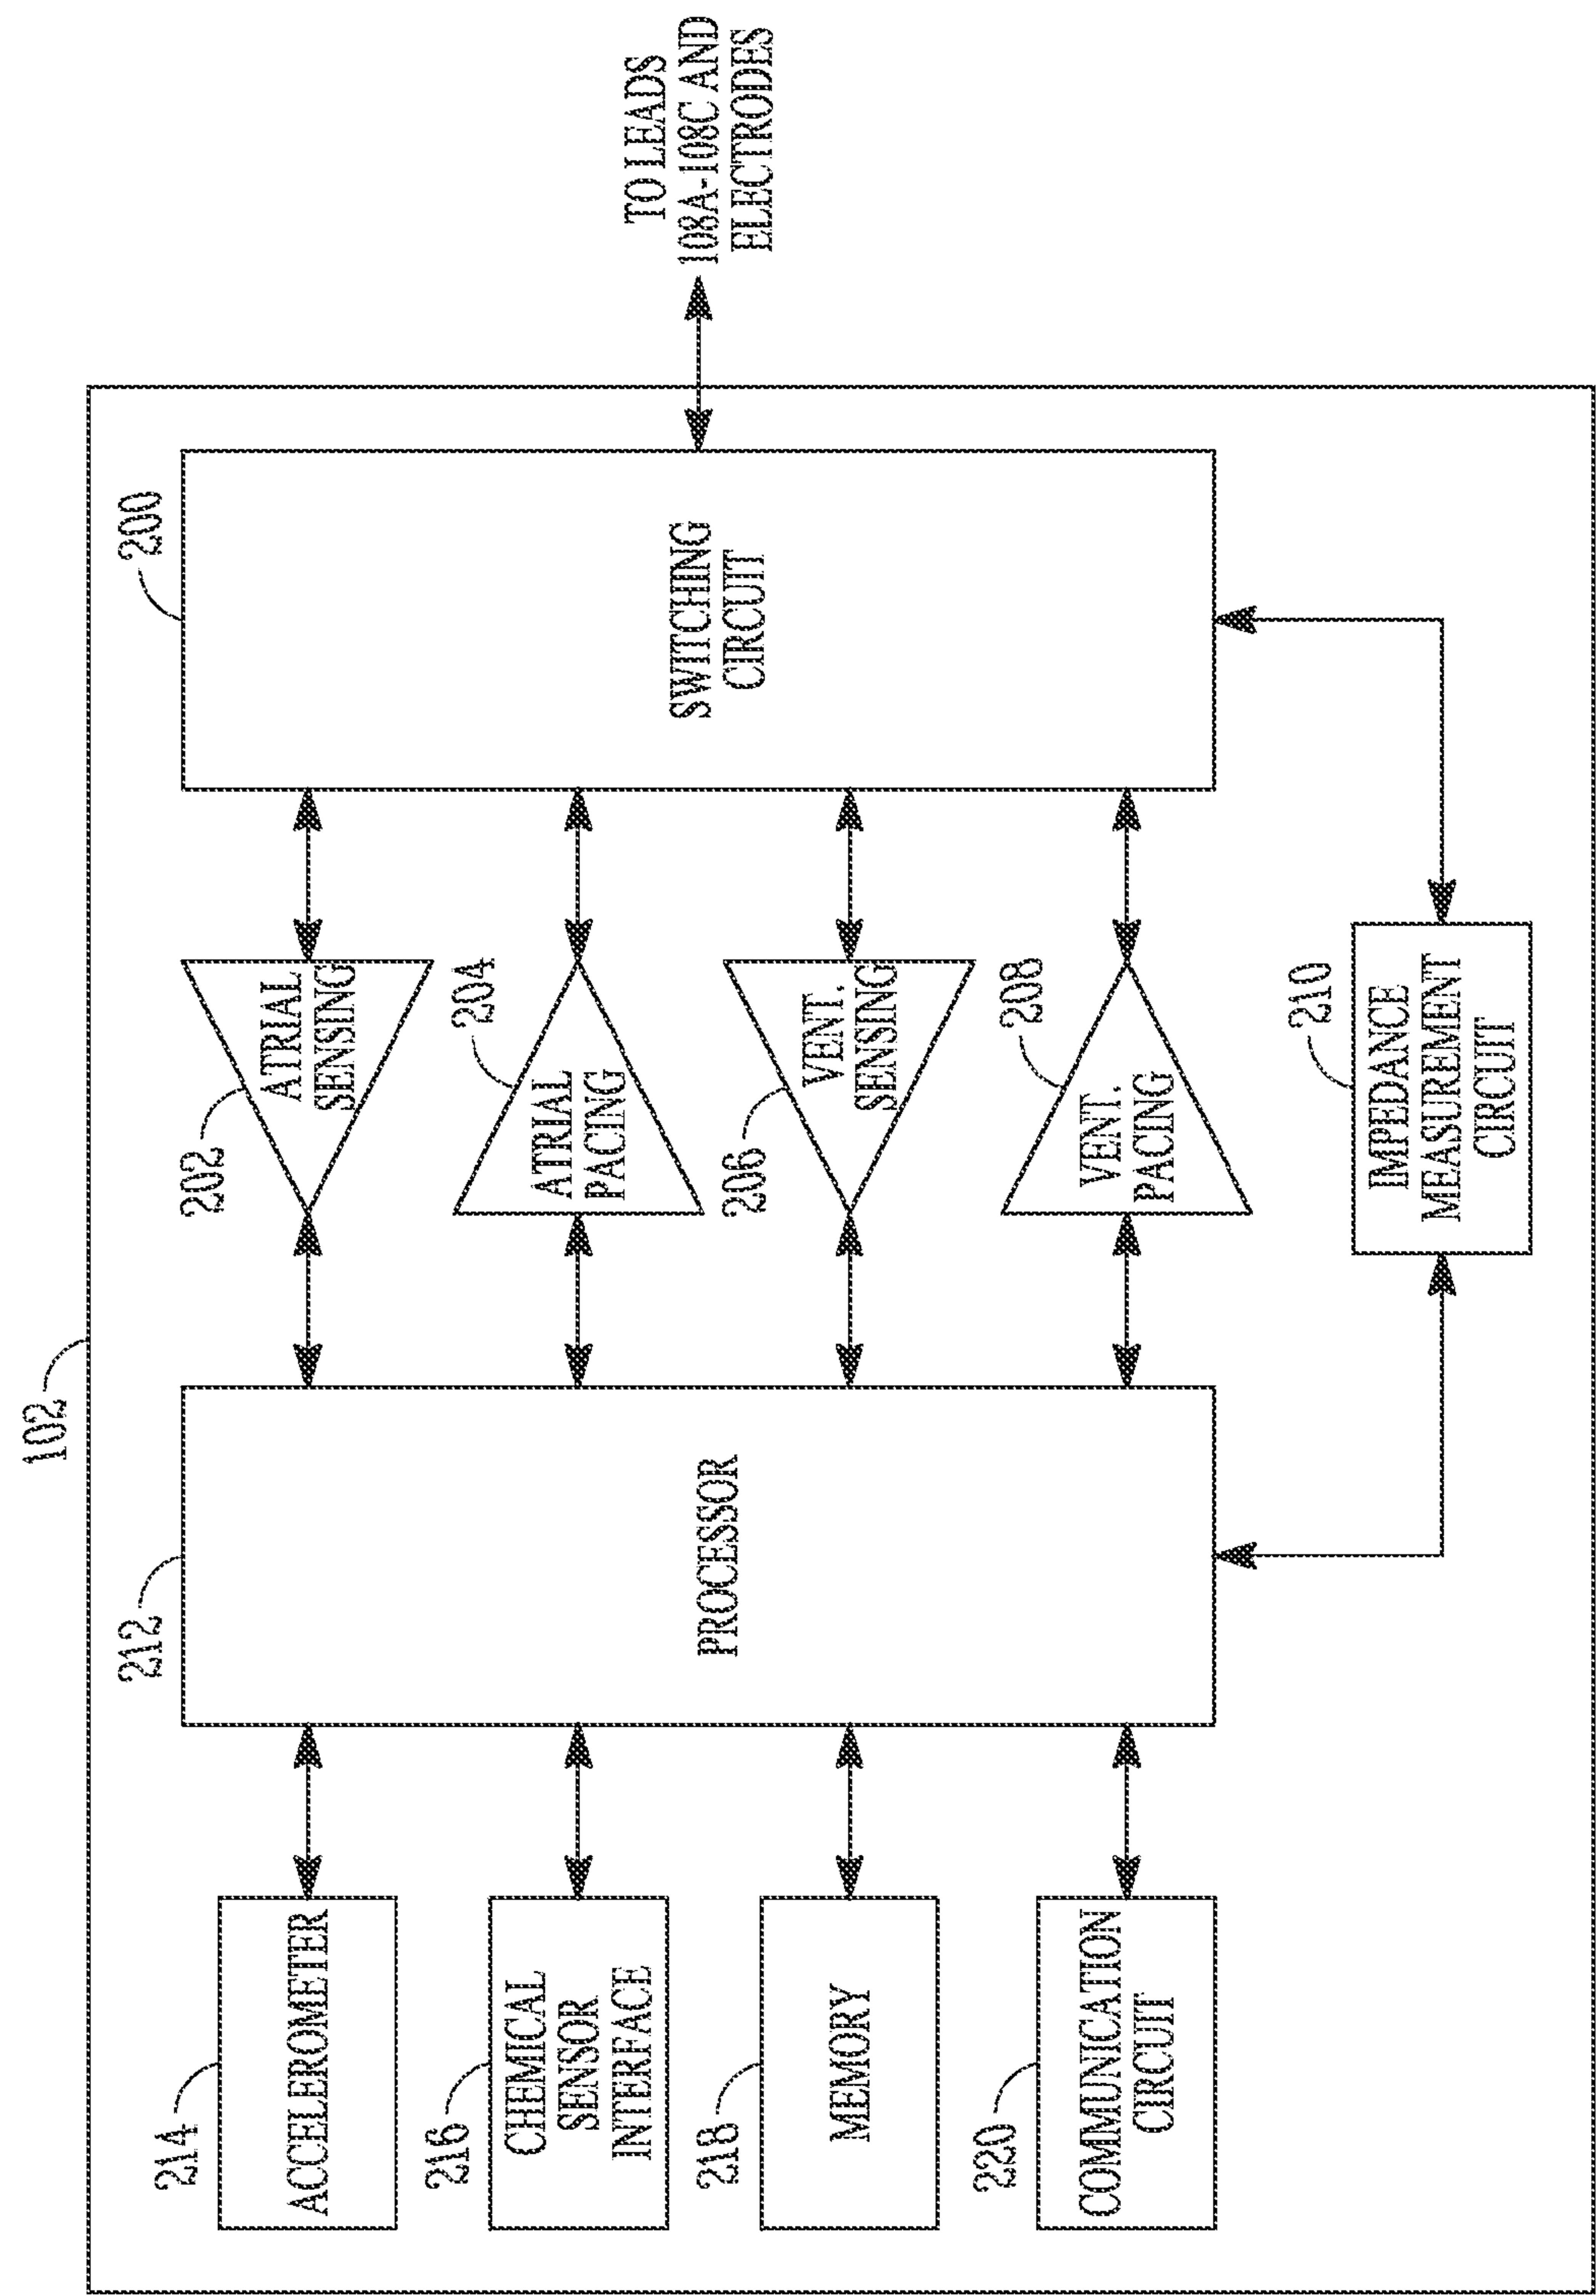 102
214
ACCELEROMETER
216
CHEMICAL
SENSOR
INTERFACE
218
MEMORY
220
COMMUNICATION
CIRCUIT
212
PROCESSOR
202
ATRIAL
SENSING
204
ATRIAL
PACING
206
VENT.
SENSING
208
VENT.
PACING
210
IMPEDANCE
MEASUREMENT
CIRCUIT
200
SWITCHING
CIRCUIT
TO LEADS
108A-108C AND
ELECTRODES